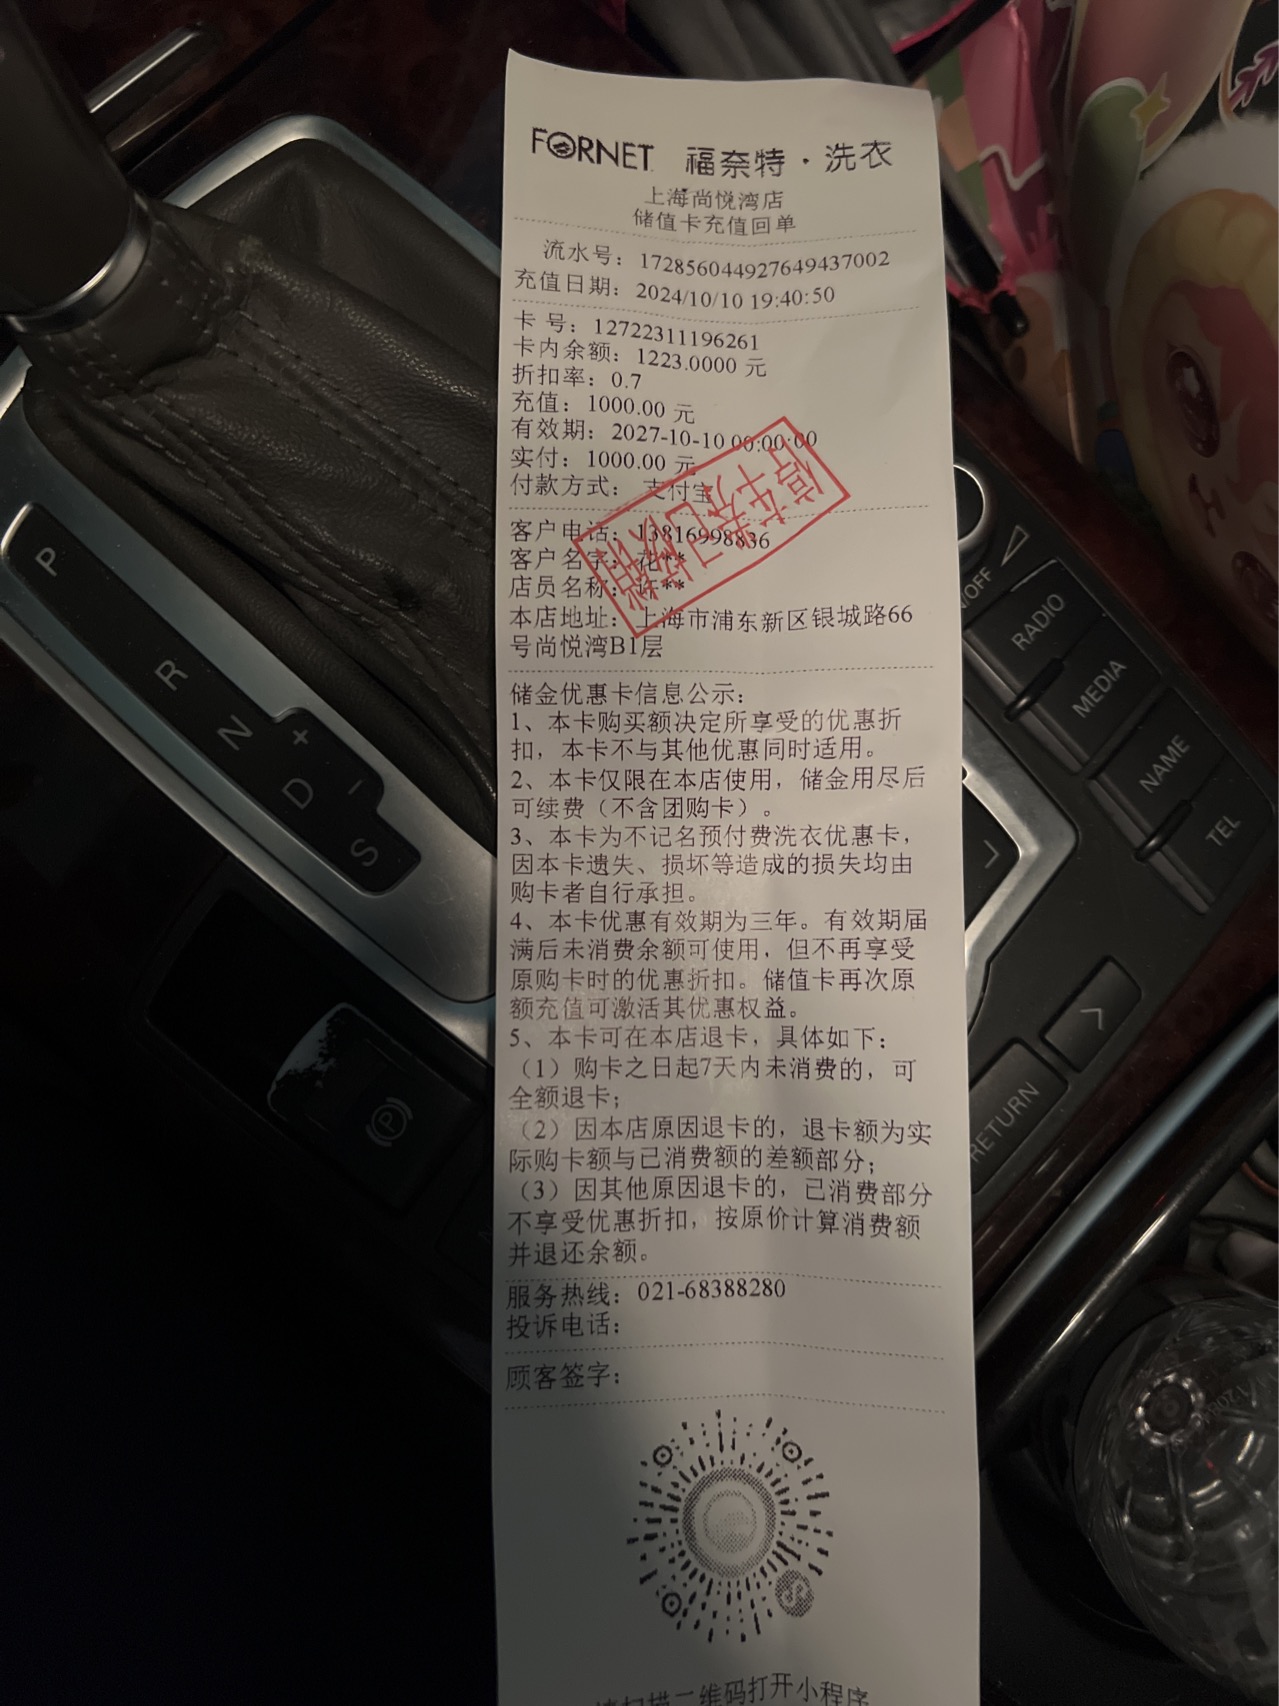 FORNET 福奈特·洗衣
上海尚悦湾店
储值卡充值回单
流水号：172856044927649437002
充值日期：2024/10/10 19:40:50
卡 号：12722311196261
卡内余额：1223.0000 元
折扣率：0.7
充值：1000.00 元
有效期：2027-10-10 00:00:00
实付：1000.00 元
付款方式： 支付宝
客户电话：13816998836
客户名字：花**
店员名称：许**
本店地址：上海市浦东新区银城路66
号尚悦湾B1层
储金优惠卡信息公示：
1、本卡购买额决定所享受的优惠折
扣，本卡不与其他优惠同时适用。
2、本卡仅限在本店使用，储金用尽后
可续费（不含团购卡）。
3、本卡为不记名预付费洗衣优惠卡，
因本卡遗失、损坏等造成的损失均由
购卡者自行承担。
4、本卡优惠有效期为三年。有效期届
满后未消费余额可使用，但不再享受
原购卡时的优惠折扣。储值卡再次原
额充值可激活其优惠权益。
5、本卡可在本店退卡，具体如下：
（1）购卡之日起7天内未消费的，可
全额退卡；
（2）因本店原因退卡的，退卡额为实
际购卡额与已消费额的差额部分；
（3）因其他原因退卡的，已消费部分
不享受优惠折扣，按原价计算消费额
并退还余额。
服务热线：021-68388280
投诉电话：
顾客签字：
请扫描二维码打开小程序
P
R
N
D
+
-
S
(P)
N/OFF
RADIO
MEDIA
NAME
TEL
RETURN